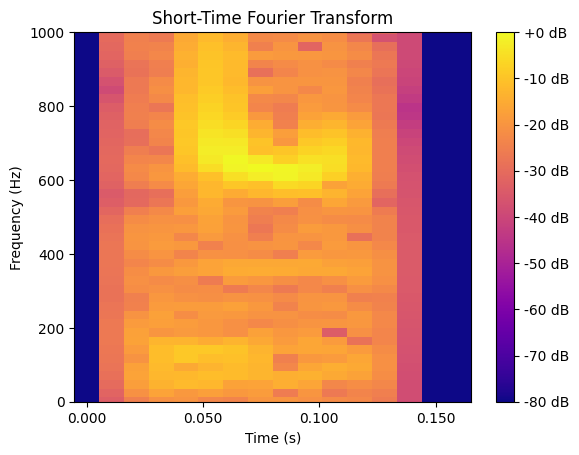 Short-Time Fourier Transform
1000
800
600
400
200
0
Frequency (Hz)
0.000
0.050
0.100
0.150
Time (s)
+0 dB
-10 dB
-20 dB
-30 dB
-40 dB
-50 dB
-60 dB
-70 dB
-80 dB